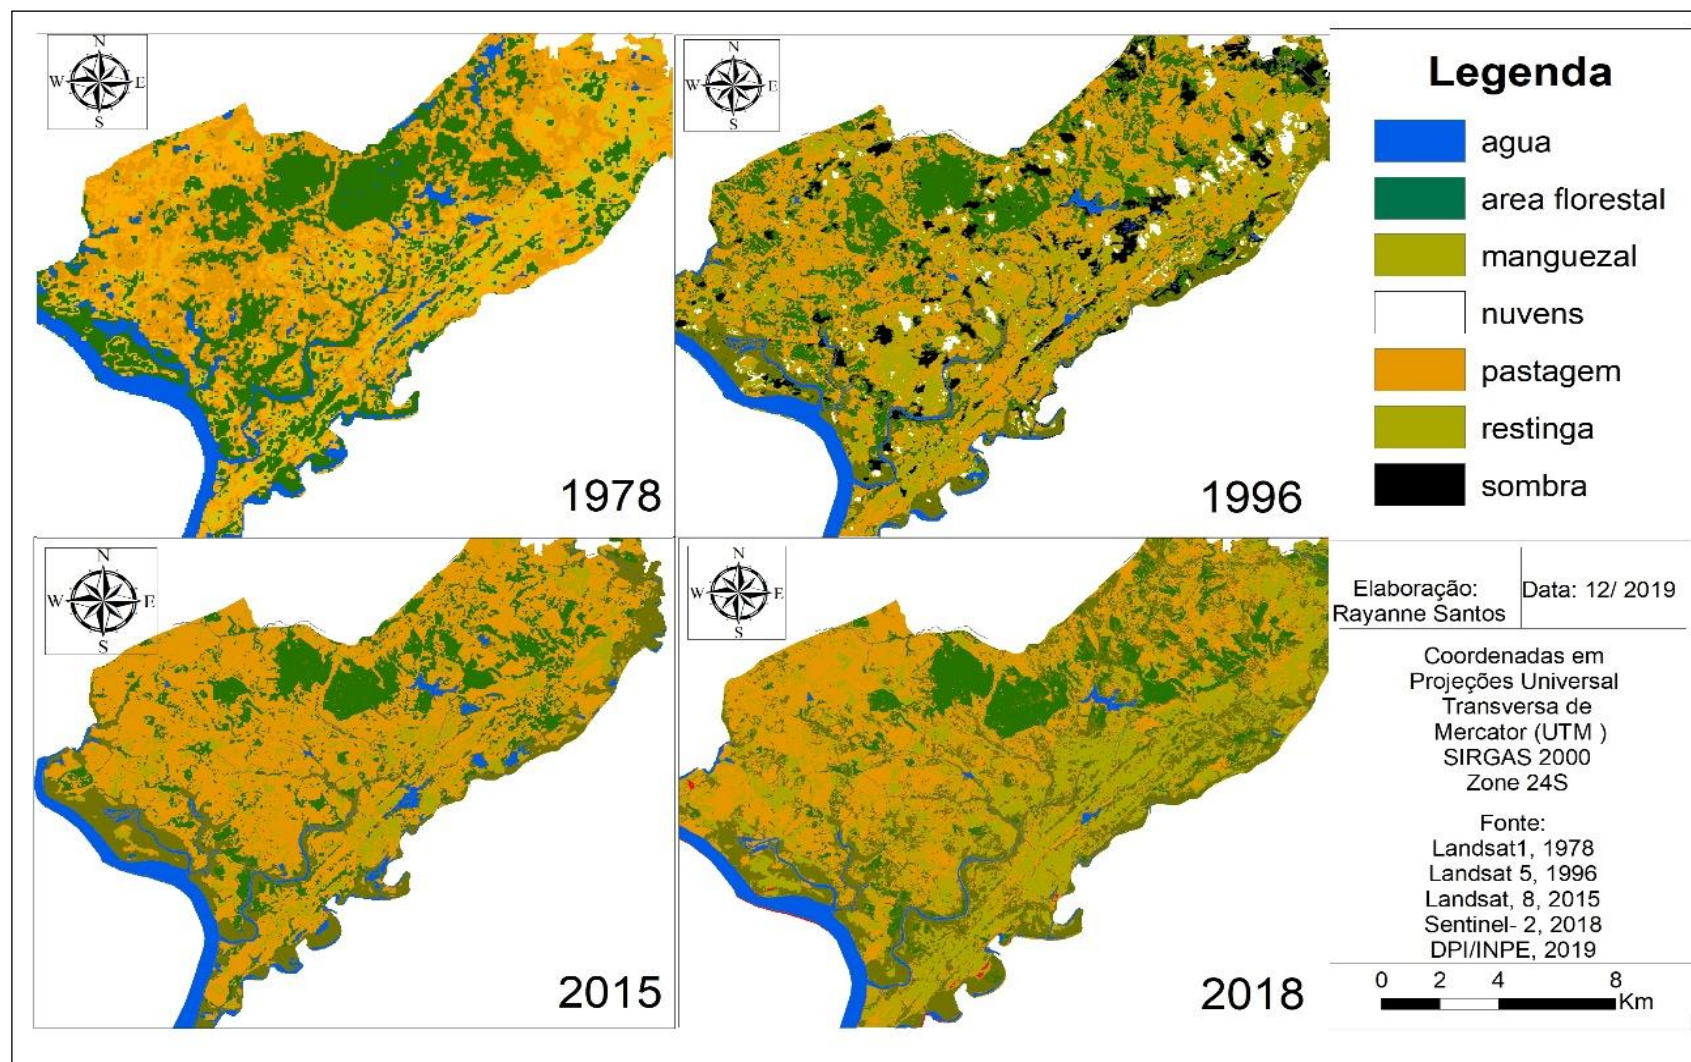 N
W E
S
1978
N
W E
S
1996
N
W E
S
2015
N
W E
S
2018
Legenda
agua
area florestal
manguezal
nuvens
pastagem
restinga
sombra
Elaboração:
Rayanne Santos
Data: 12/ 2019
Coordenadas em
Projeções Universal
Transversa de
Mercator (UTM )
SIRGAS 2000
Zone 24S
Fonte:
Landsat1, 1978
Landsat 5, 1996
Landsat, 8, 2015
Sentinel- 2, 2018
DPI/INPE, 2019
0 2 4 8
Km